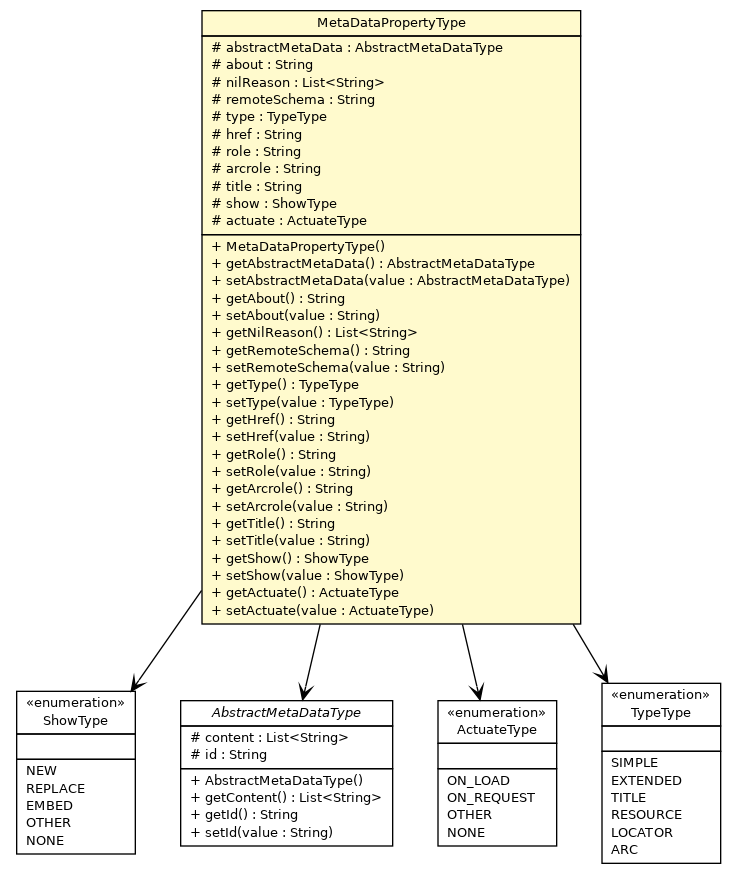 MetaDataPropertyType
# abstractMetaData : AbstractMetaDataType
# about : String
# nilReason : List<String>
# remoteSchema : String
# type : TypeType
# href : String
# role : String
# arcrole : String
# title : String
# show : ShowType
# actuate : ActuateType
+ MetaDataPropertyType()
+ getAbstractMetaData() : AbstractMetaDataType
+ setAbstractMetaData(value : AbstractMetaDataType)
+ getAbout() : String
+ setAbout(value : String)
+ getNilReason() : List<String>
+ getRemoteSchema() : String
+ setRemoteSchema(value : String)
+ getType() : TypeType
+ setType(value : TypeType)
+ getHref() : String
+ setHref(value : String)
+ getRole() : String
+ setRole(value : String)
+ getArcrole() : String
+ setArcrole(value : String)
+ getTitle() : String
+ setTitle(value : String)
+ getShow() : ShowType
+ setShow(value : ShowType)
+ getActuate() : ActuateType
+ setActuate(value : ActuateType)
«enumeration»
ShowType
NEW
REPLACE
EMBED
OTHER
NONE
AbstractMetaDataType
# content : List<String>
# id : String
+ AbstractMetaDataType()
+ getContent() : List<String>
+ getId() : String
+ setId(value : String)
«enumeration»
ActuateType
ON_LOAD
ON_REQUEST
OTHER
NONE
«enumeration»
TypeType
SIMPLE
EXTENDED
TITLE
RESOURCE
LOCATOR
ARC